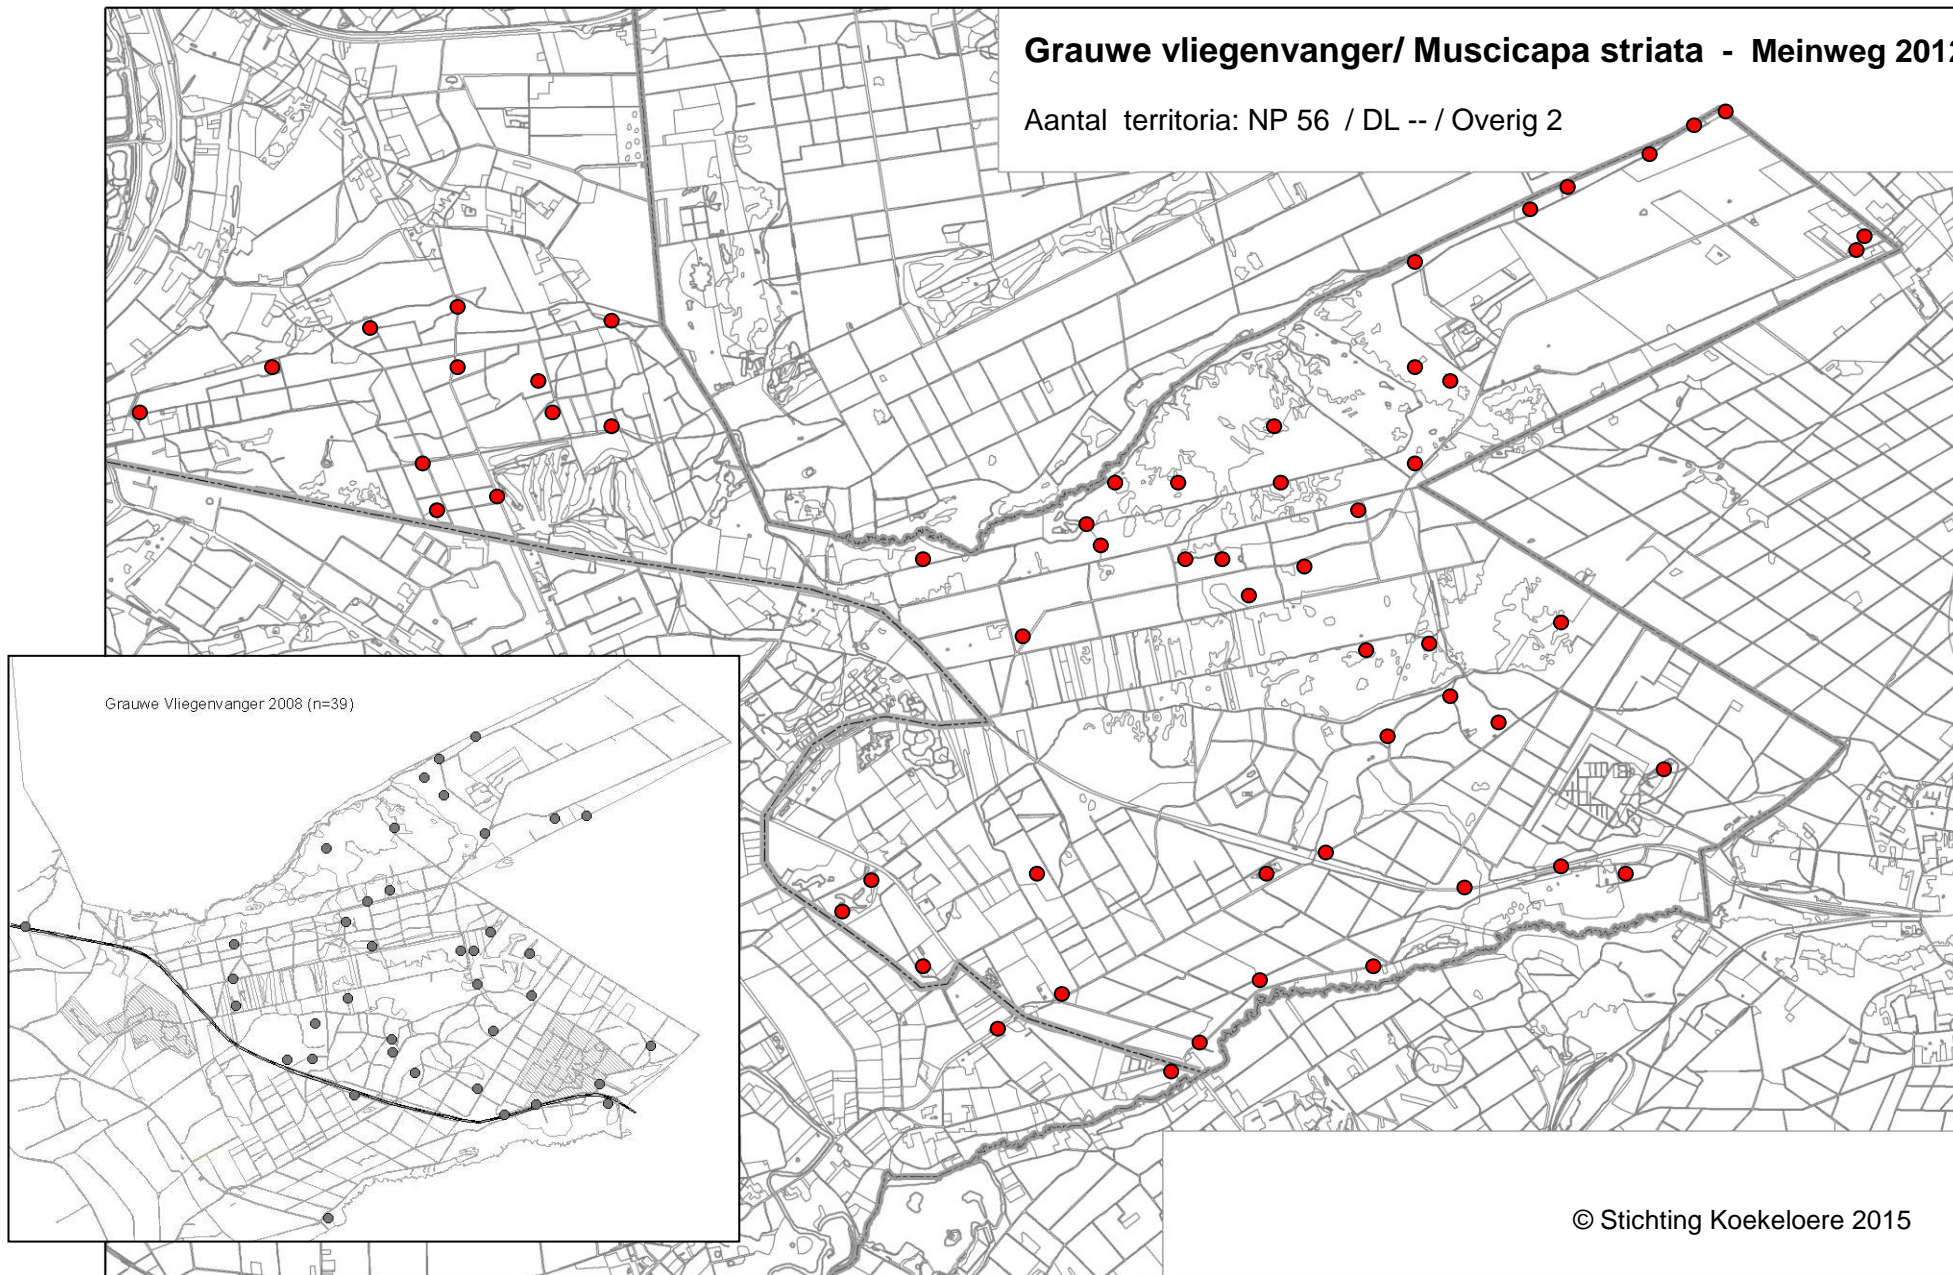 Grauwe vliegenvanger/ Muscicapa striata - Meinweg 2012
Aantal territoria: NP 56 / DL -- / Overig 2
Grauwe Vliegenvanger 2008 (n=39)
© Stichting Koekeloere 2015